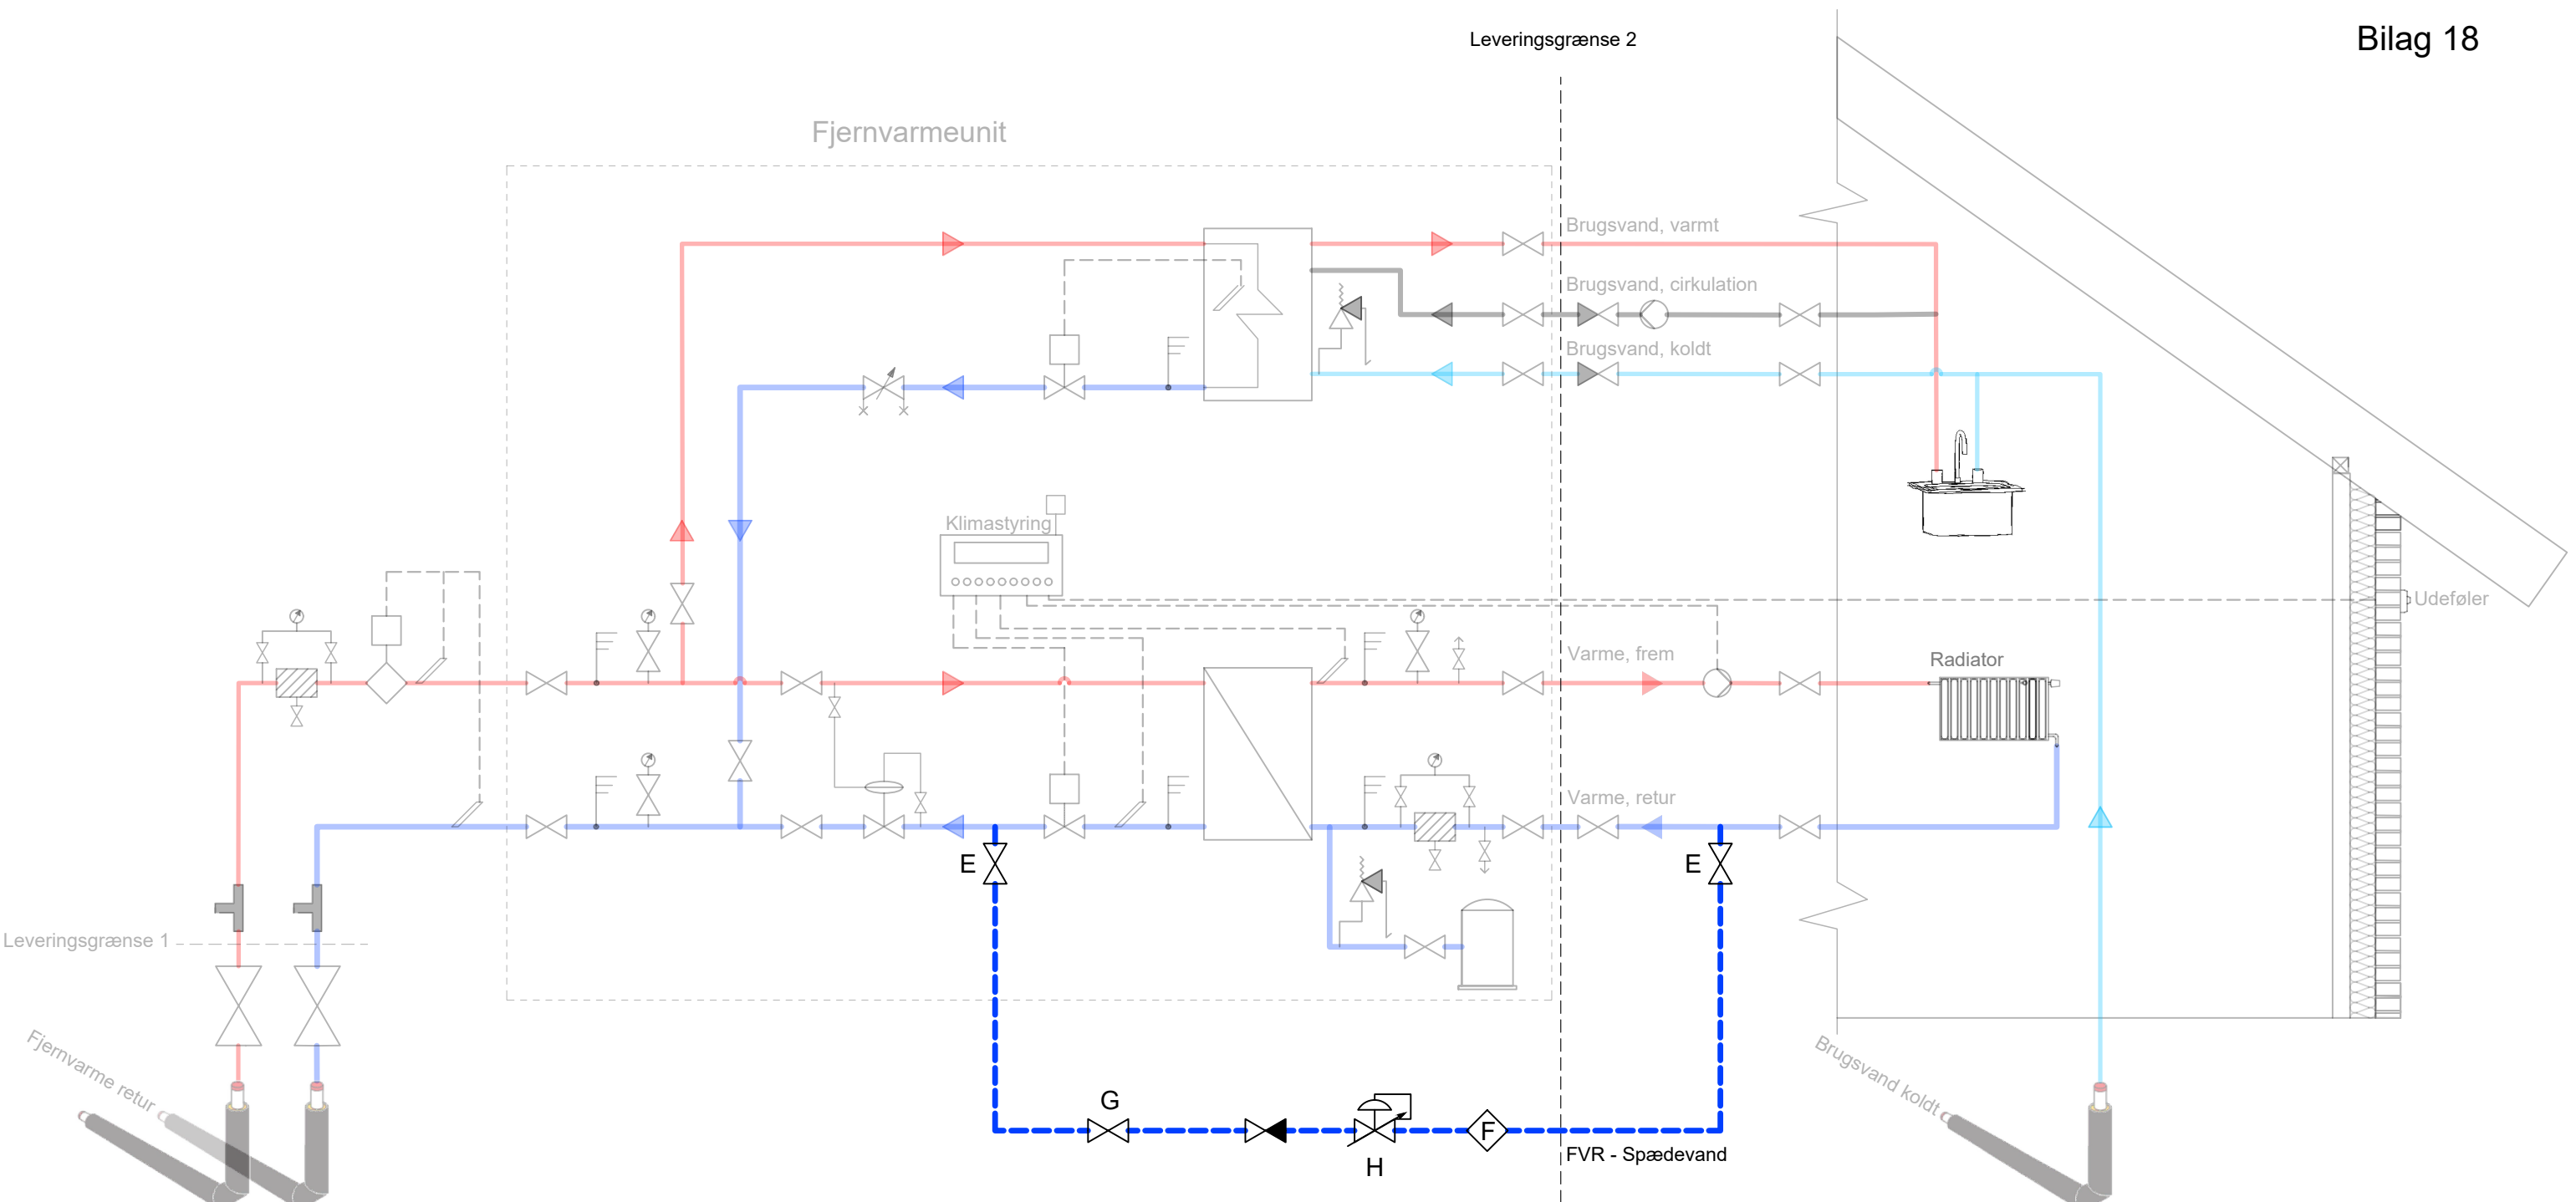 Leveringsgrænse 2
Bilag 18
Fjernvarmeunit
Brugsvand, varmt
Brugsvand, cirkulation
Brugsvand, koldt
Klimastyring
Udeføler
Varme, frem
Radiator
Varme, retur
E
E
Leveringsgrænse 1
Fjernvarme retur
Brugsvand koldt
G
F
H
FVR - Spædevand